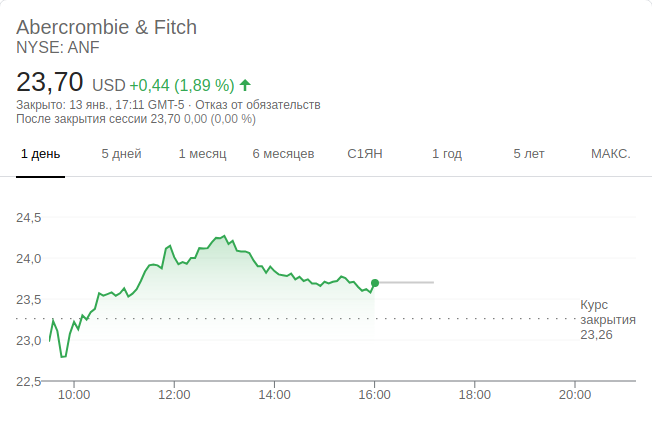 Abercrombie & Fitch
NYSE: ANF
23,70 USD +0,44 (1,89 %)
Закрыто: 13 янв., 17:11 GMT-5 · Отказ от обязательств
После закрытия сессии 23,70 0,00 (0,00 %)
1 день 5 дней 1 месяц 6 месяцев С1ЯН 1 год 5 лет МАКС.
24,5
24,0
23,5
Курс
закрытия
23,26
23,0
22,5
10:00 12:00 14:00 16:00 18:00 20:00